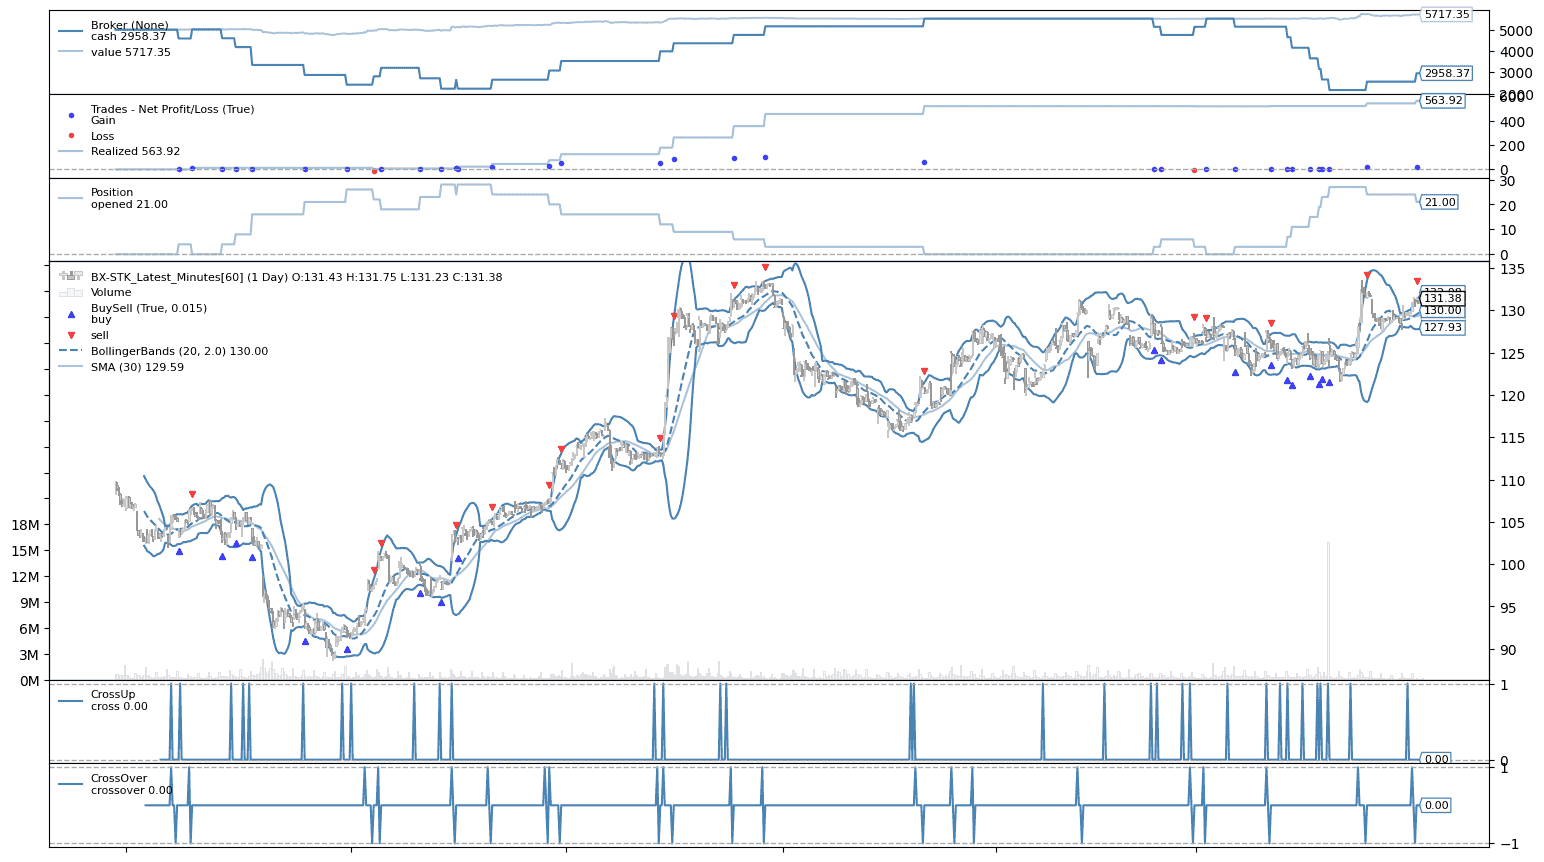 Broker (None)
cash 2958.37
value 5717.35
5717.35
5000
4000
3000
2958.37
2000
Trades - Net Profit/Loss (True)
Gain
Loss
Realized 563.92
600
563.92
400
200
0
Position
opened 21.00
30
21.00
20
10
0
BX-STK_Latest_Minutes[60] (1 Day) O:131.43 H:131.75 L:131.23 C:131.38
Volume
BuySell (True, 0.015)
buy
sell
BollingerBands (20, 2.0) 130.00
SMA (30) 129.59
135
131.38
130
130.00
127.93
125
120
115
110
105
100
95
90
18M
15M
12M
9M
6M
3M
0M
CrossUp
cross 0.00
1
0
0.00
CrossOver
crossover 0.00
1
0.00
−1